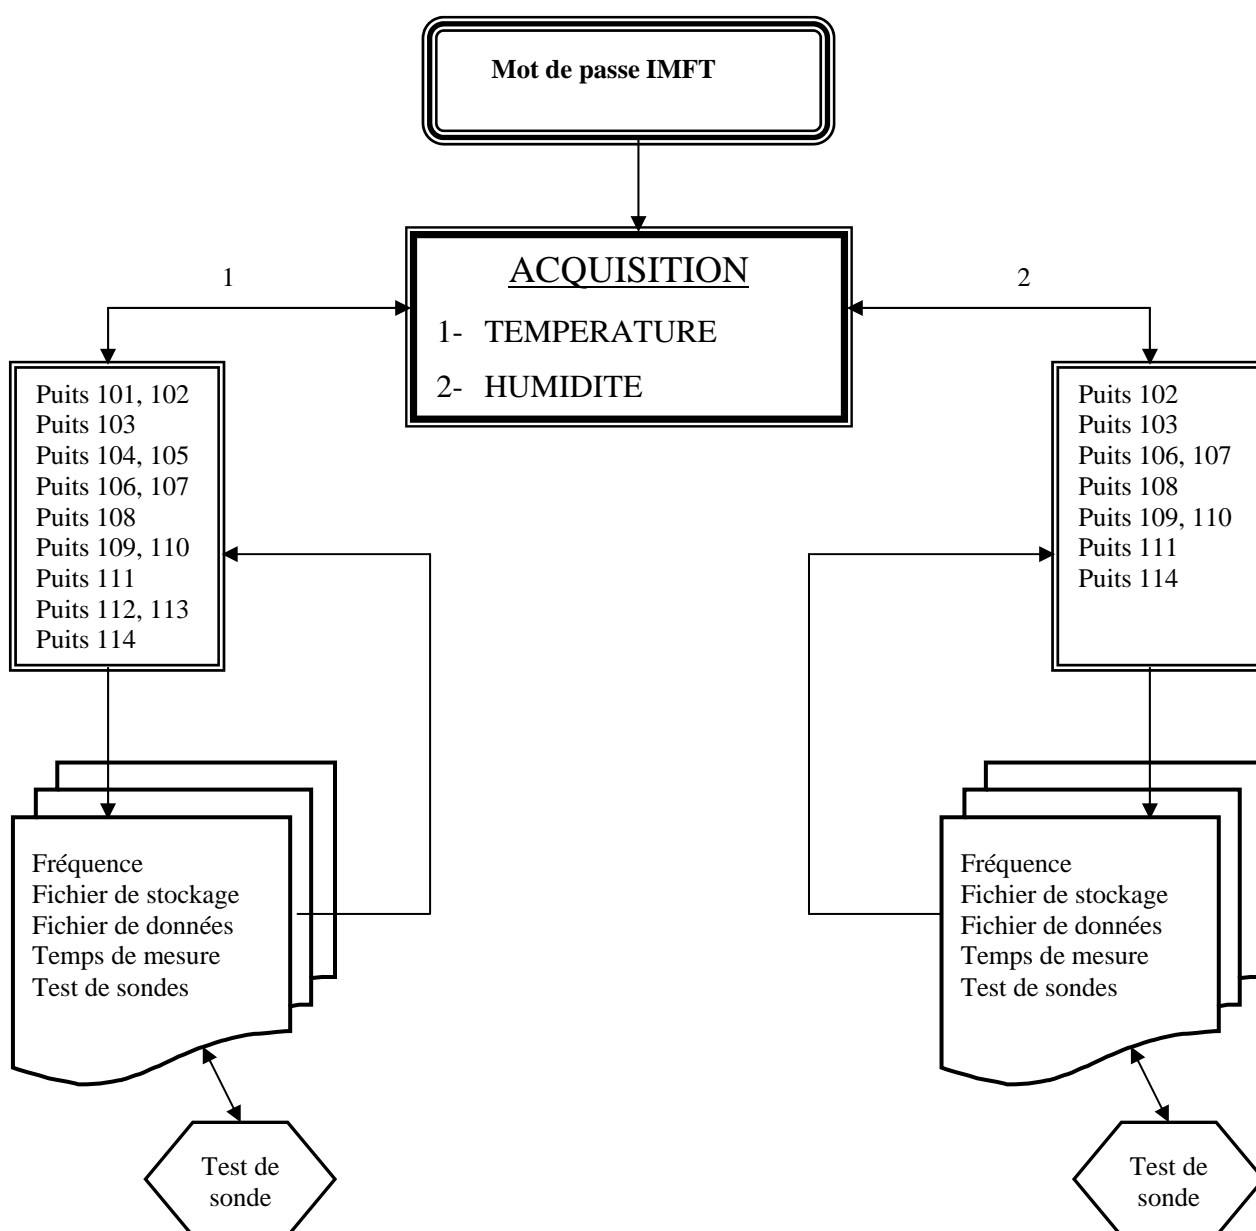 Mot de passe IMFT
ACQUISITION
1- TEMPERATURE
2- HUMIDITE
1
2
Puits 101, 102
Puits 103
Puits 104, 105
Puits 106, 107
Puits 108
Puits 109, 110
Puits 111
Puits 112, 113
Puits 114
Puits 102
Puits 103
Puits 106, 107
Puits 108
Puits 109, 110
Puits 111
Puits 114
Fréquence
Fichier de stockage
Fichier de données
Temps de mesure
Test de sondes
Fréquence
Fichier de stockage
Fichier de données
Temps de mesure
Test de sondes
Test de
sonde
Test de
sonde